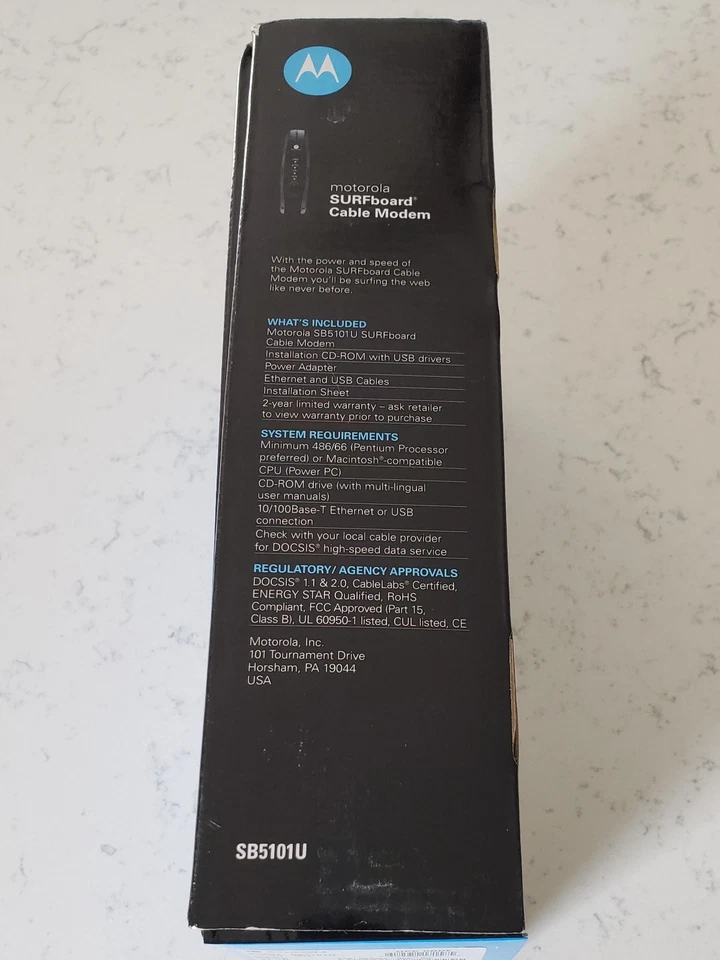 motorola
SURFboard®
Cable Modem
With the power and speed of
the Motorola SURFboard Cable
Modem you'll be surfing the web
like never before.
WHAT'S INCLUDED
Motorola SB5101U SURFboard
Cable Modem
Installation CD-ROM with USB drivers
Power Adapter
Ethernet and USB Cables
Installation Sheet
2-year limited warranty – ask retailer
to view warranty prior to purchase
SYSTEM REQUIREMENTS
Minimum 486/66 (Pentium Processor
preferred) or Macintosh®-compatible
CPU (Power PC)
CD-ROM drive (with multi-lingual
user manuals)
10/100Base-T Ethernet or USB
connection
Check with your local cable provider
for DOCSIS® high-speed data service
REGULATORY/AGENCY APPROVALS
DOCSIS® 1.1 & 2.0, CableLabs® Certified,
ENERGY STAR Qualified, RoHS
Compliant, FCC Approved (Part 15,
Class B), UL 60950-1 listed, CUL listed, CE
Motorola, Inc.
101 Tournament Drive
Horsham, PA 19044
USA
SB5101U